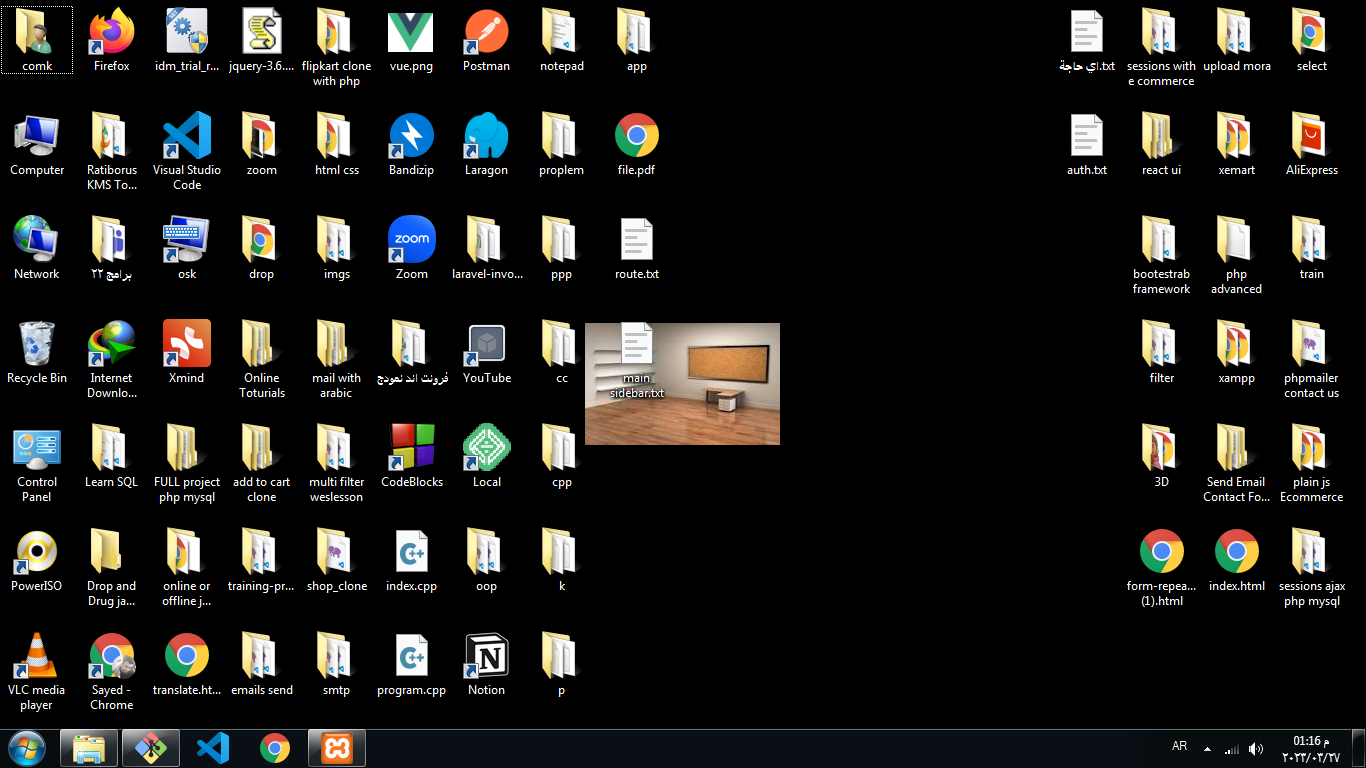 comk
Firefox
idm_trial_r...
jquery-3.6....
flipkart clone
with php
vue.png
Postman
notepad
app
اي حاجة.txt
sessions with
e commerce
upload mora
select
Computer
Ratiborus
KMS To...
Visual Studio
Code
zoom
html css
Bandizip
Laragon
proplem
file.pdf
auth.txt
react ui
xemart
AliExpress
Network
برامج ٢٢
osk
drop
imgs
zoom
Zoom
laravel-invo...
ppp
route.txt
bootestrab
framework
php
advanced
train
Recycle Bin
Internet
Downlo...
Xmind
Online
Toturials
mail with
arabic
فرونت اند نموذج
YouTube
cc
main
sidebar.txt
filter
xampp
phpmailer
contact us
Control
Panel
Learn SQL
FULL project
php mysql
add to cart
clone
multi filter
weslesson
CodeBlocks
Local
cpp
3D
Send Email
Contact Fo...
plain js
Ecommerce
PowerISO
Drop and
Drug ja...
online or
offline j...
training-pr...
shop_clone
index.cpp
oop
k
form-repea...
(1).html
index.html
sessions ajax
php mysql
VLC media
player
Sayed -
Chrome
translate.ht...
emails send
smtp
program.cpp
Notion
p
AR
01:16 م
٢٠٢٣/٠٣/٢٧